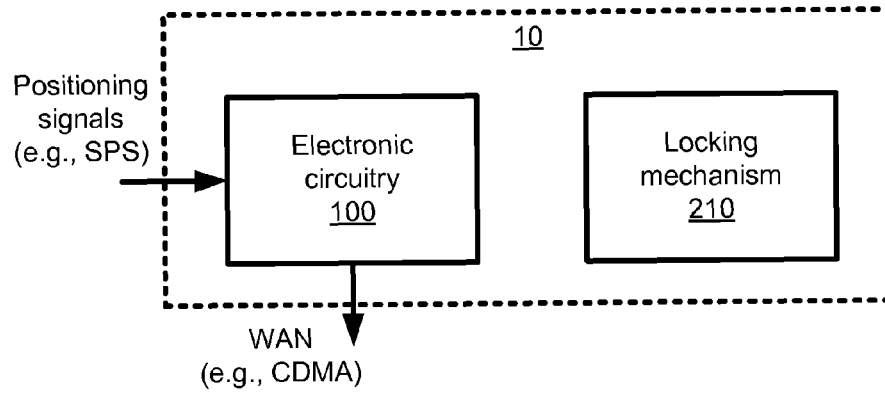 10
Positioning
signals
(e.g., SPS)
Electronic
circuitry
100
Locking
mechanism
210
WAN
(e.g., CDMA)